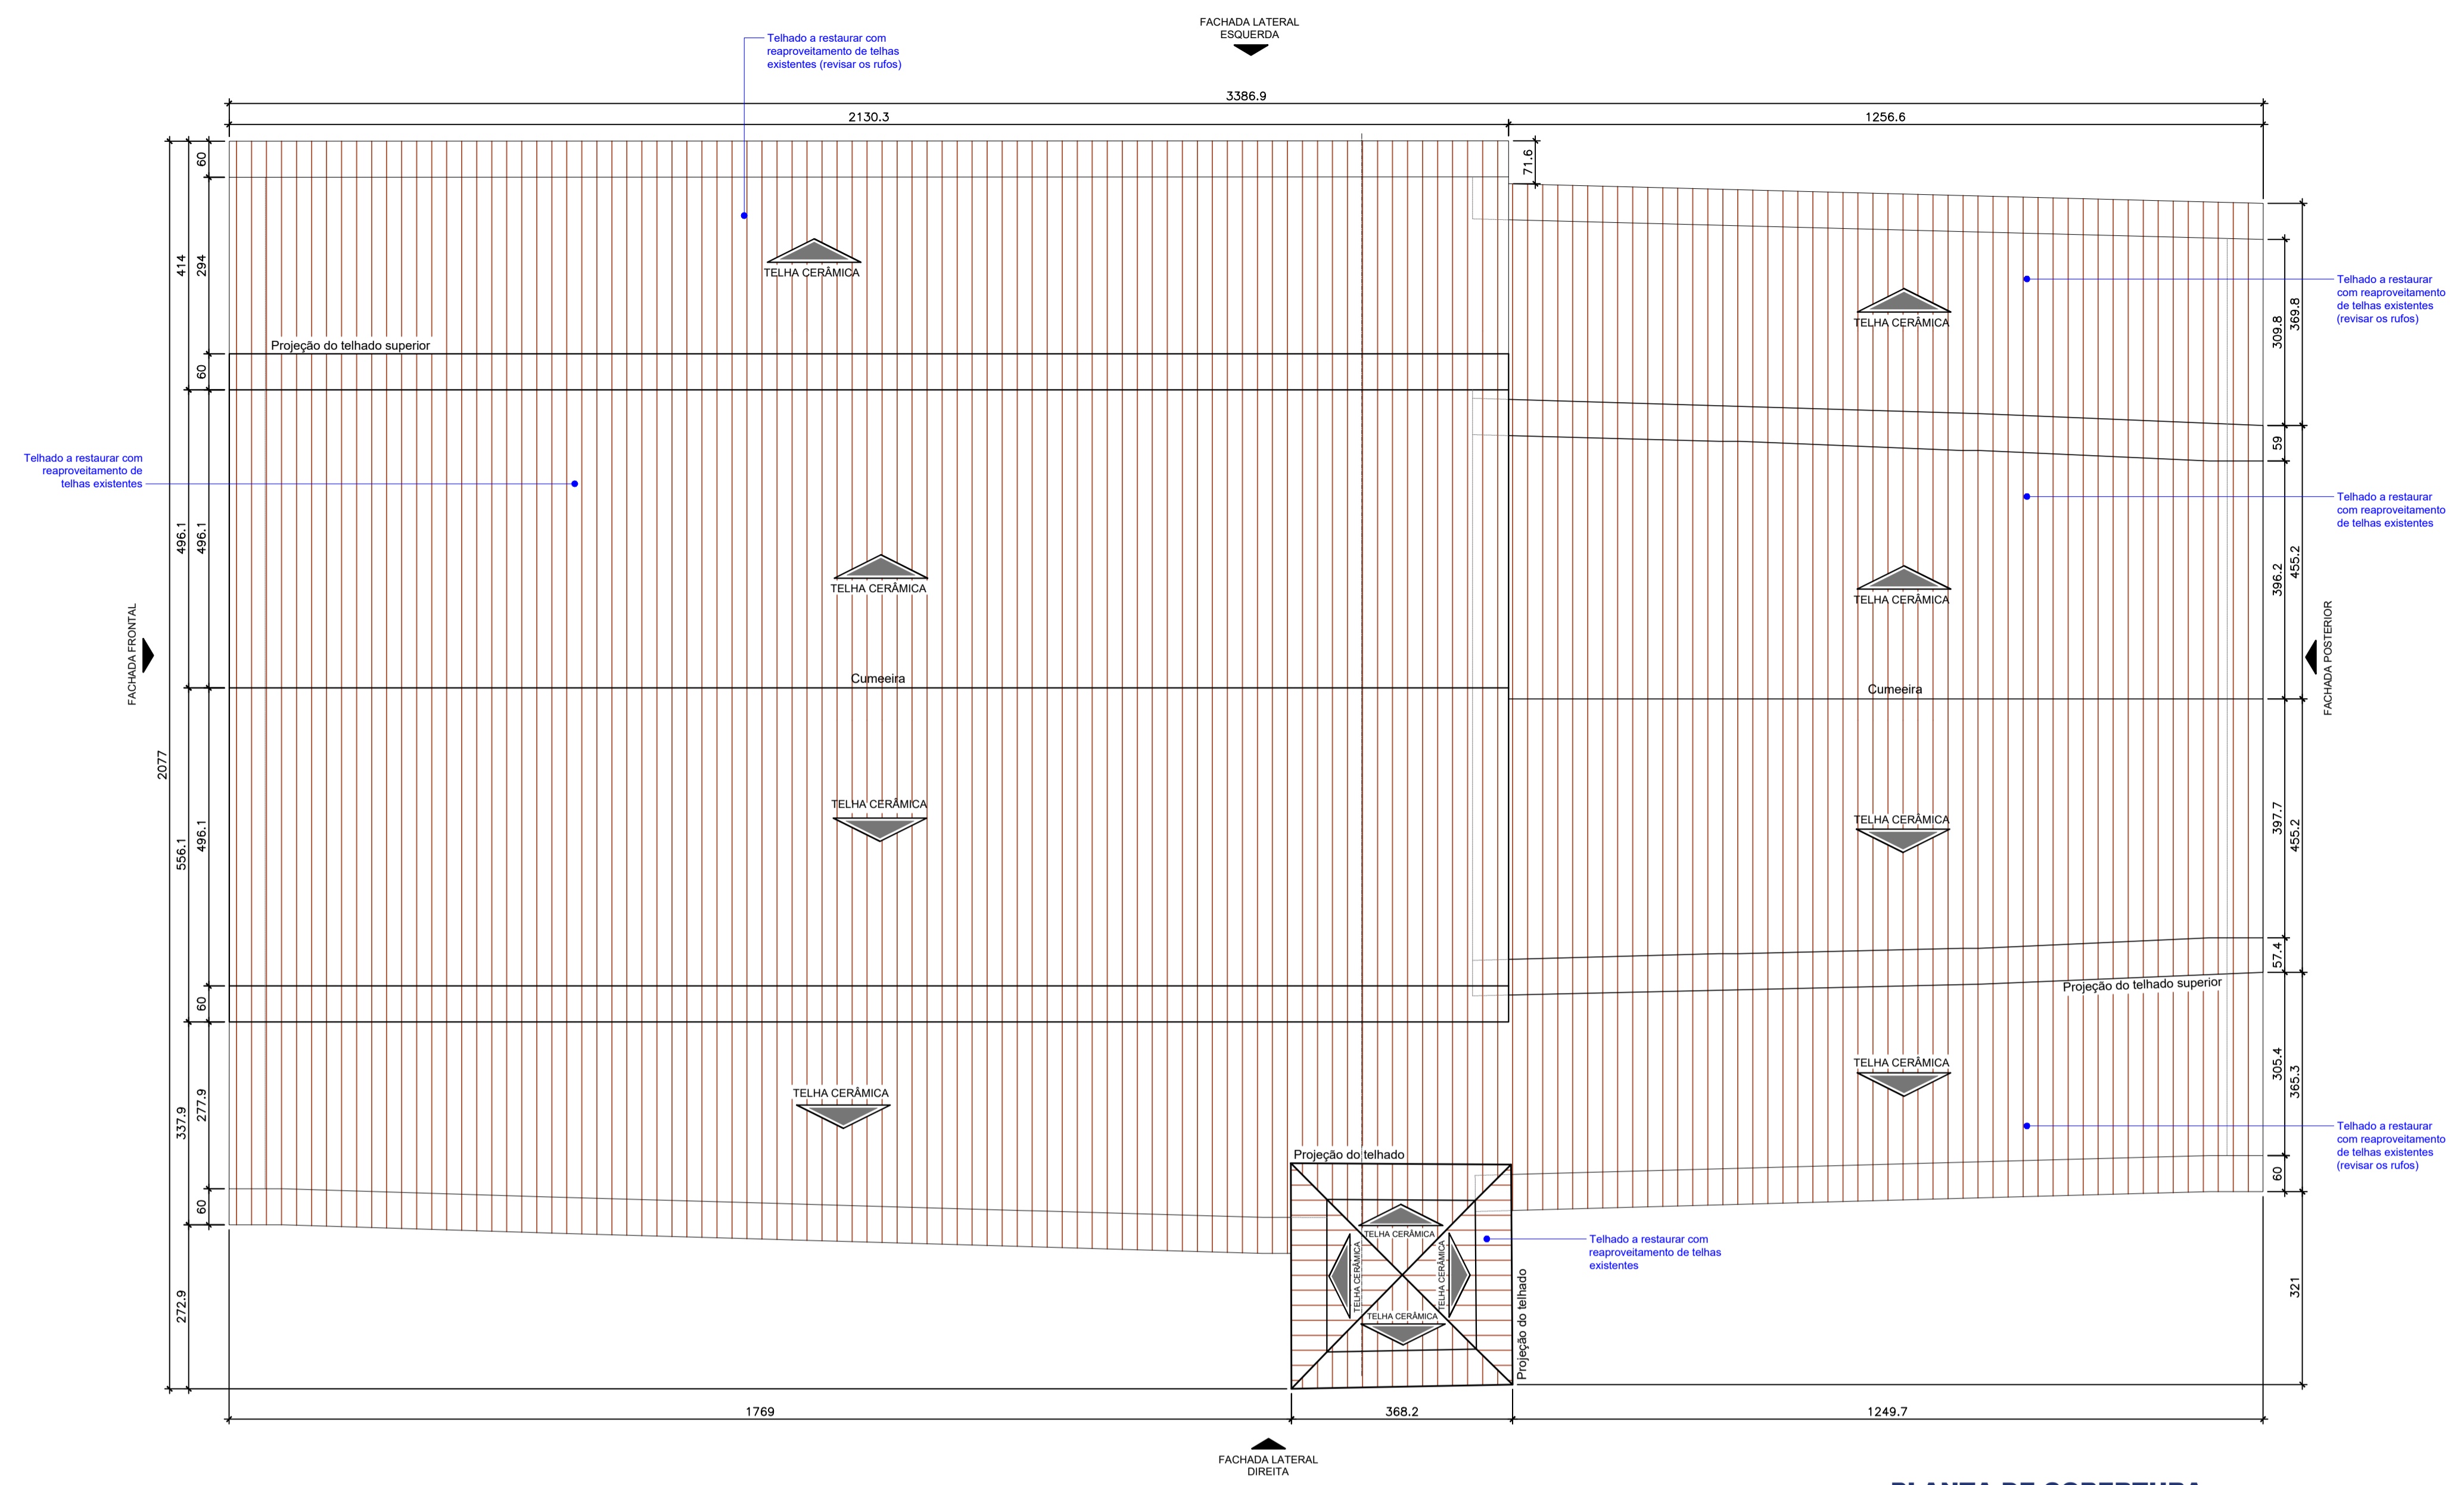 FACHADA LATERAL
ESQUERDA
Telhado a restaurar com
reaproveitamento de telhas
existentes (revisar os rufos)
3386.9
2130.3
1256.6
60
71.6
414
294
TELHA CERÂMICA
Telhado a restaurar
com reaproveitamento
de telhas existentes
(revisar os rufos)
309.8
369.8
TELHA CERÂMICA
Projeção do telhado superior
60
59
Telhado a restaurar com
reaproveitamento de
telhas existentes
Telhado a restaurar
com reaproveitamento
de telhas existentes
496.1
496.1
396.2
455.2
TELHA CERÂMICA
TELHA CERÂMICA
FACHADA FRONTAL
FACHADA POSTERIOR
Cumeeira
Cumeeira
2077
556.1
496.1
TELHA CERÂMICA
TELHA CERÂMICA
397.7
455.2
57.4
Projeção do telhado superior
60
337.9
277.9
TELHA CERÂMICA
TELHA CERÂMICA
305.4
365.3
Telhado a restaurar
com reaproveitamento
de telhas existentes
(revisar os rufos)
Projeção do telhado
60
60
TELHA CERÂMICA
TELHA CERÂMICA
TELHA CERÂMICA
TELHA CERÂMICA
Telhado a restaurar com
reaproveitamento de telhas
existentes
Projeção do telhado
272.9
321
1769
368.2
1249.7
FACHADA LATERAL
DIREITA
PLANTA DE COBERTURA